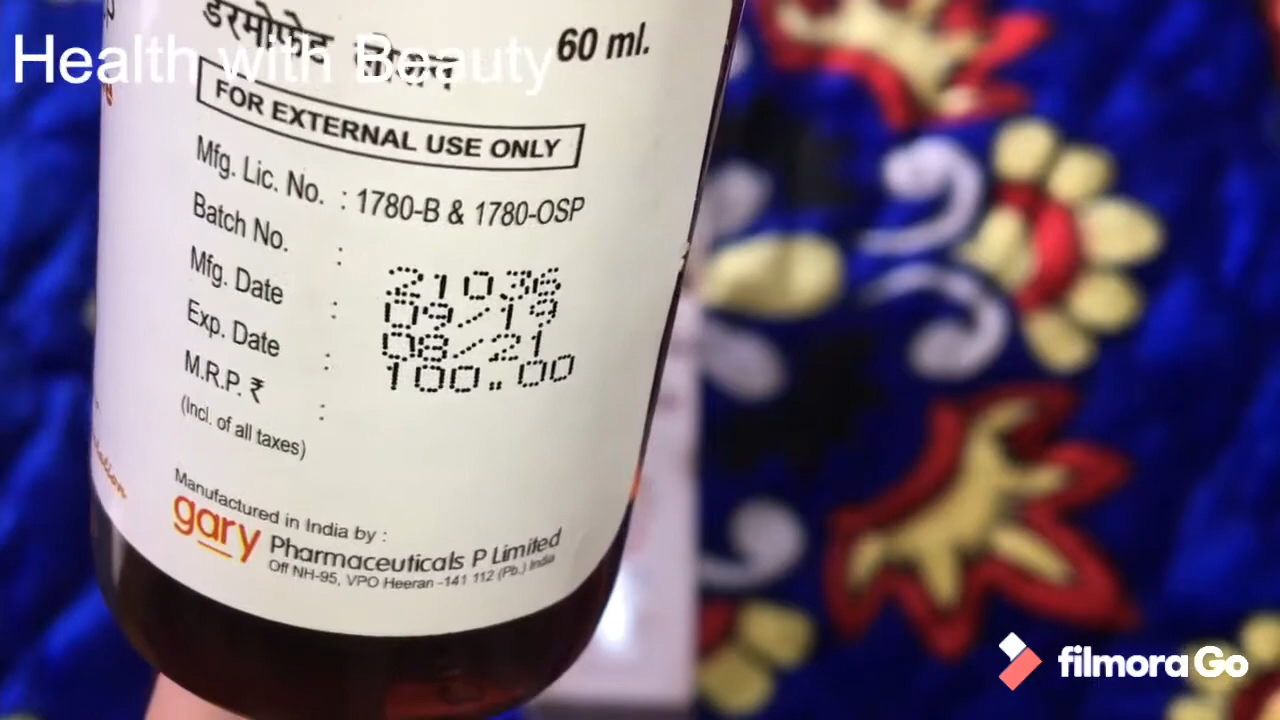 Health with Beauty
60 ml.
FOR EXTERNAL USE ONLY
Mfg. Lic. No. : 1780-B & 1780-OSP
Batch No. : 21036
Mfg. Date : 09/19
Exp. Date : 08/21
M.R.P. ₹ : 100.00
(Incl. of all taxes)
Manufactured in India by :
gary Pharmaceuticals P Limited
Off NH-95, VPO Heeran -141 112 (Pb.) India
filmora Go